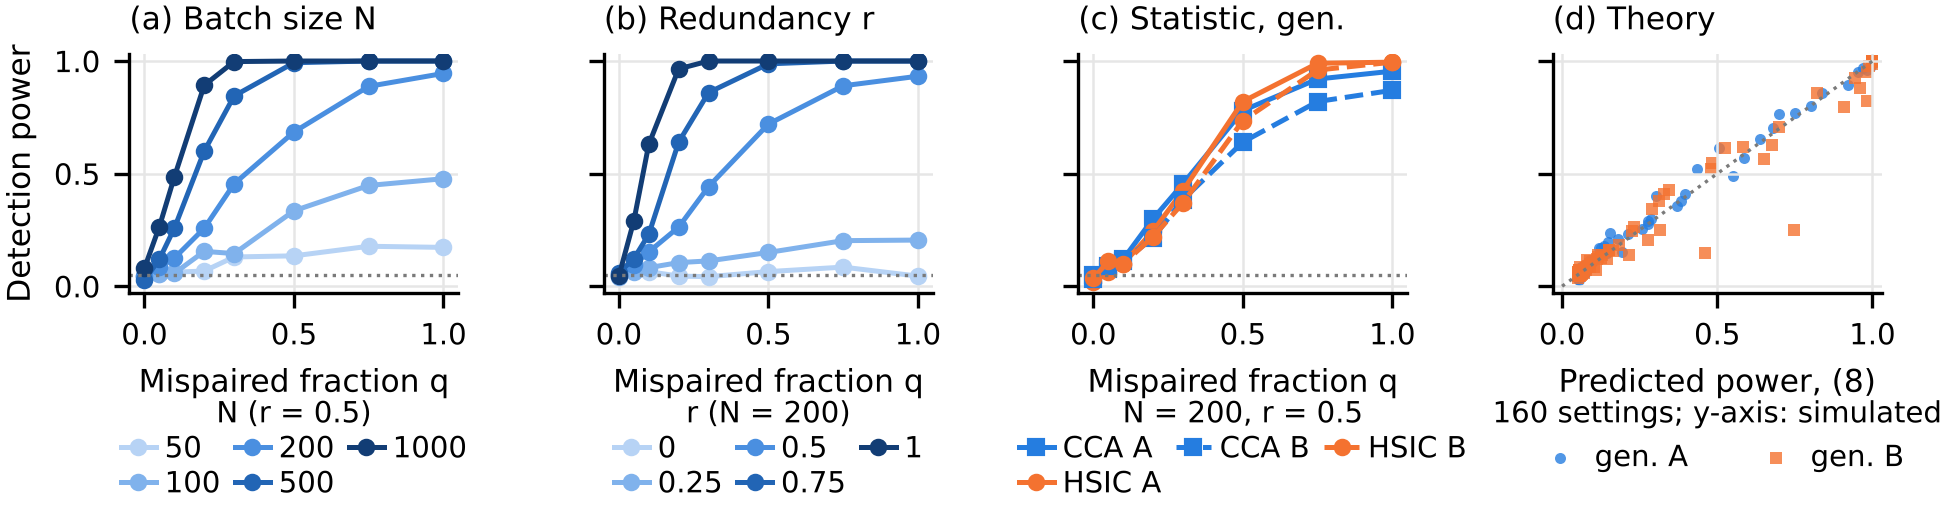 (a) Batch size N
(b) Redundancy r
(c) Statistic, gen.
(d) Theory
Detection power
1.0
0.5
0.0
0.0 0.5 1.0
0.0 0.5 1.0
0.0 0.5 1.0
0.0 0.5 1.0
Mispaired fraction q
Mispaired fraction q
Mispaired fraction q
Predicted power, (8)
N (r = 0.5)
r (N = 200)
N = 200, r = 0.5
160 settings; y-axis: simulated
50 200 1000
100 500
0 0.5 1
0.25 0.75
CCA A CCA B HSIC B
HSIC A
gen. A gen. B